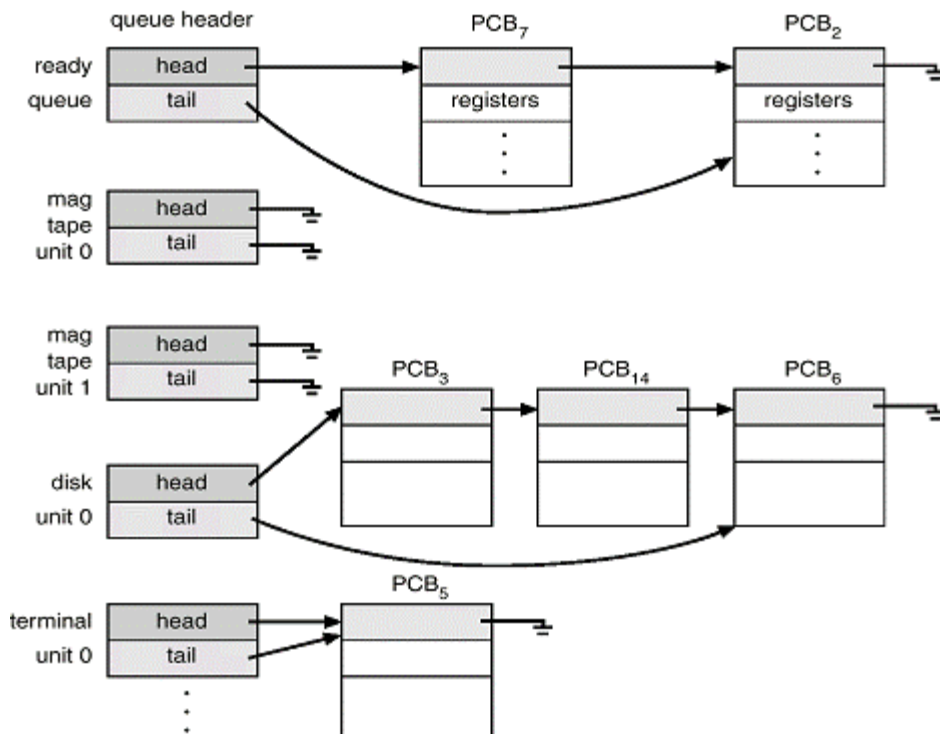 queue header
PCB7
PCB2
ready
queue
head
tail
registers
registers
mag
tape
unit 0
head
tail
mag
tape
unit 1
head
tail
PCB3
PCB14
PCB6
disk
unit 0
head
tail
PCB5
terminal
unit 0
head
tail